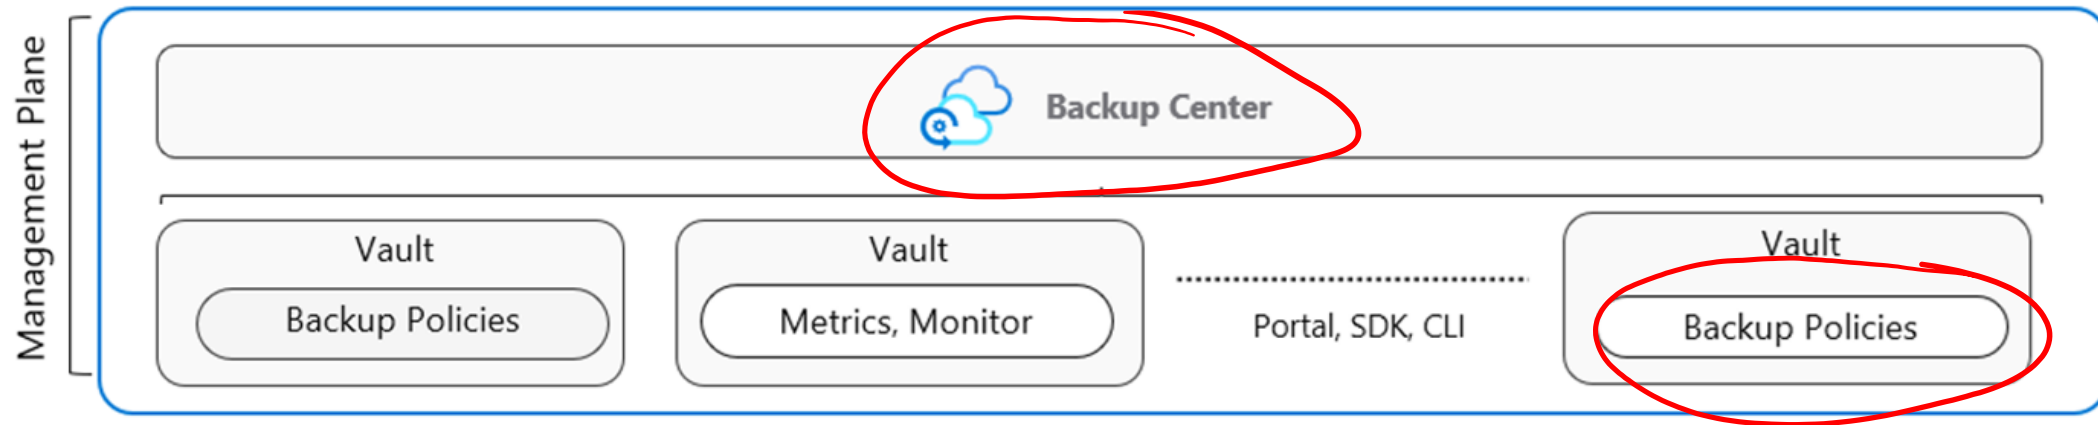 Management Plane
Backup Center
Vault
Backup Policies
Vault
Metrics, Monitor
Portal, SDK, CLI
Vault
Backup Policies